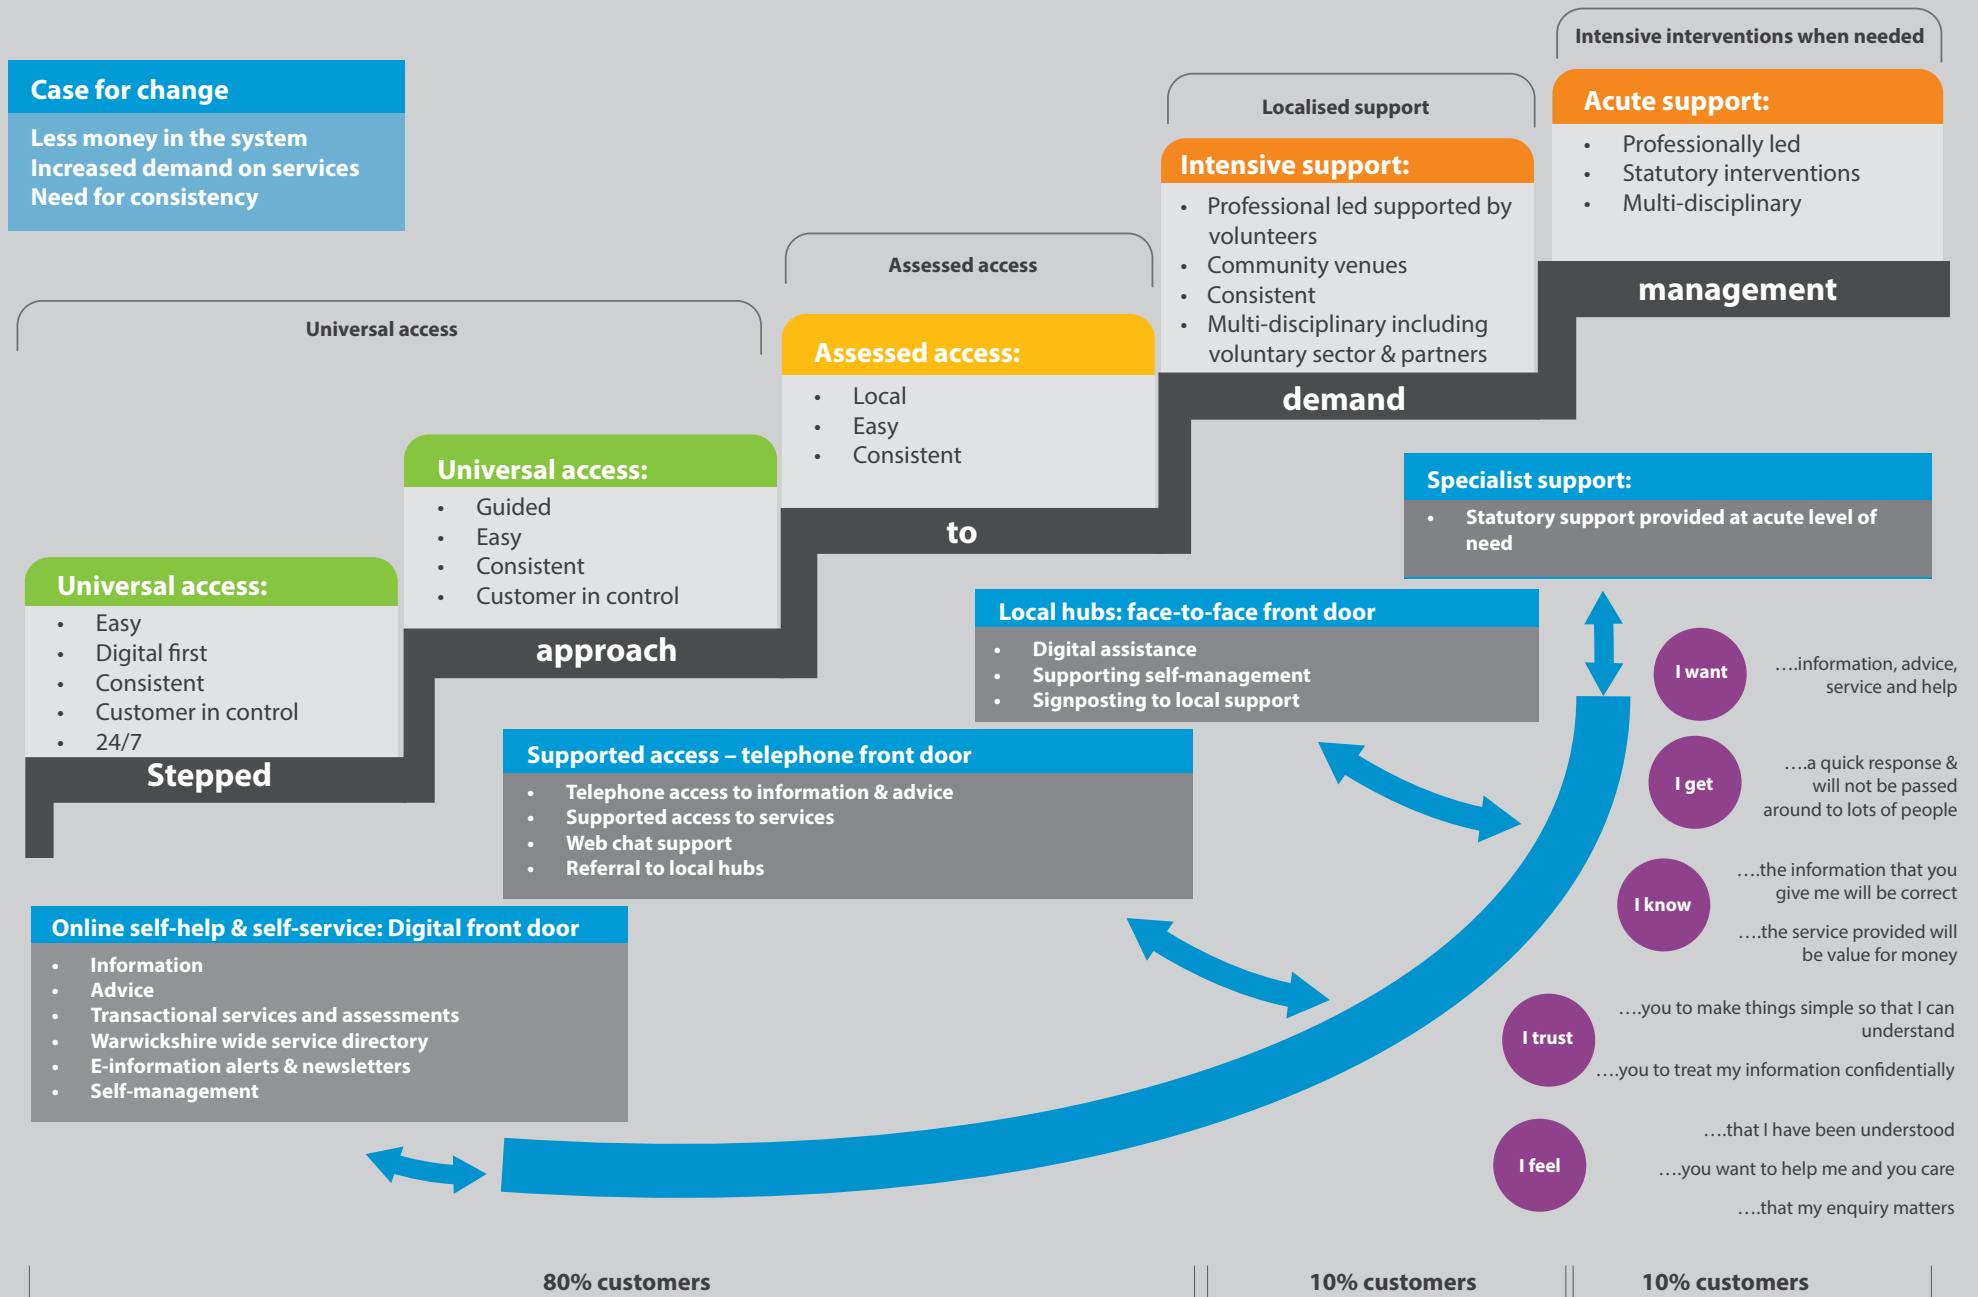 Case for change
Less money in the system
Increased demand on services
Need for consistency
Universal access
Universal access:
• Easy
• Digital first
• Consistent
• Customer in control
• 24/7
Stepped
Universal access:
• Guided
• Easy
• Consistent
• Customer in control
approach
Assessed access
Assessed access:
• Local
• Easy
• Consistent
to
Localised support
Intensive support:
• Professional led supported by
volunteers
• Community venues
• Consistent
• Multi-disciplinary including
voluntary sector & partners
demand
Intensive interventions when needed
Acute support:
• Professionally led
• Statutory interventions
• Multi-disciplinary
management
Online self-help & self-service: Digital front door
• Information
• Advice
• Transactional services and assessments
• Warwickshire wide service directory
• E-information alerts & newsletters
• Self-management
Supported access – telephone front door
• Telephone access to information & advice
• Supported access to services
• Web chat support
• Referral to local hubs
Local hubs: face-to-face front door
• Digital assistance
• Supporting self-management
• Signposting to local support
Specialist support:
• Statutory support provided at acute level of
need
I want
….information, advice,
service and help
I get
….a quick response &
will not be passed
around to lots of people
I know
….the information that you
give me will be correct
….the service provided will
be value for money
I trust
….you to make things simple so that I can
understand
….you to treat my information confidentially
I feel
….that I have been understood
….you want to help me and you care
….that my enquiry matters
80% customers
10% customers
10% customers